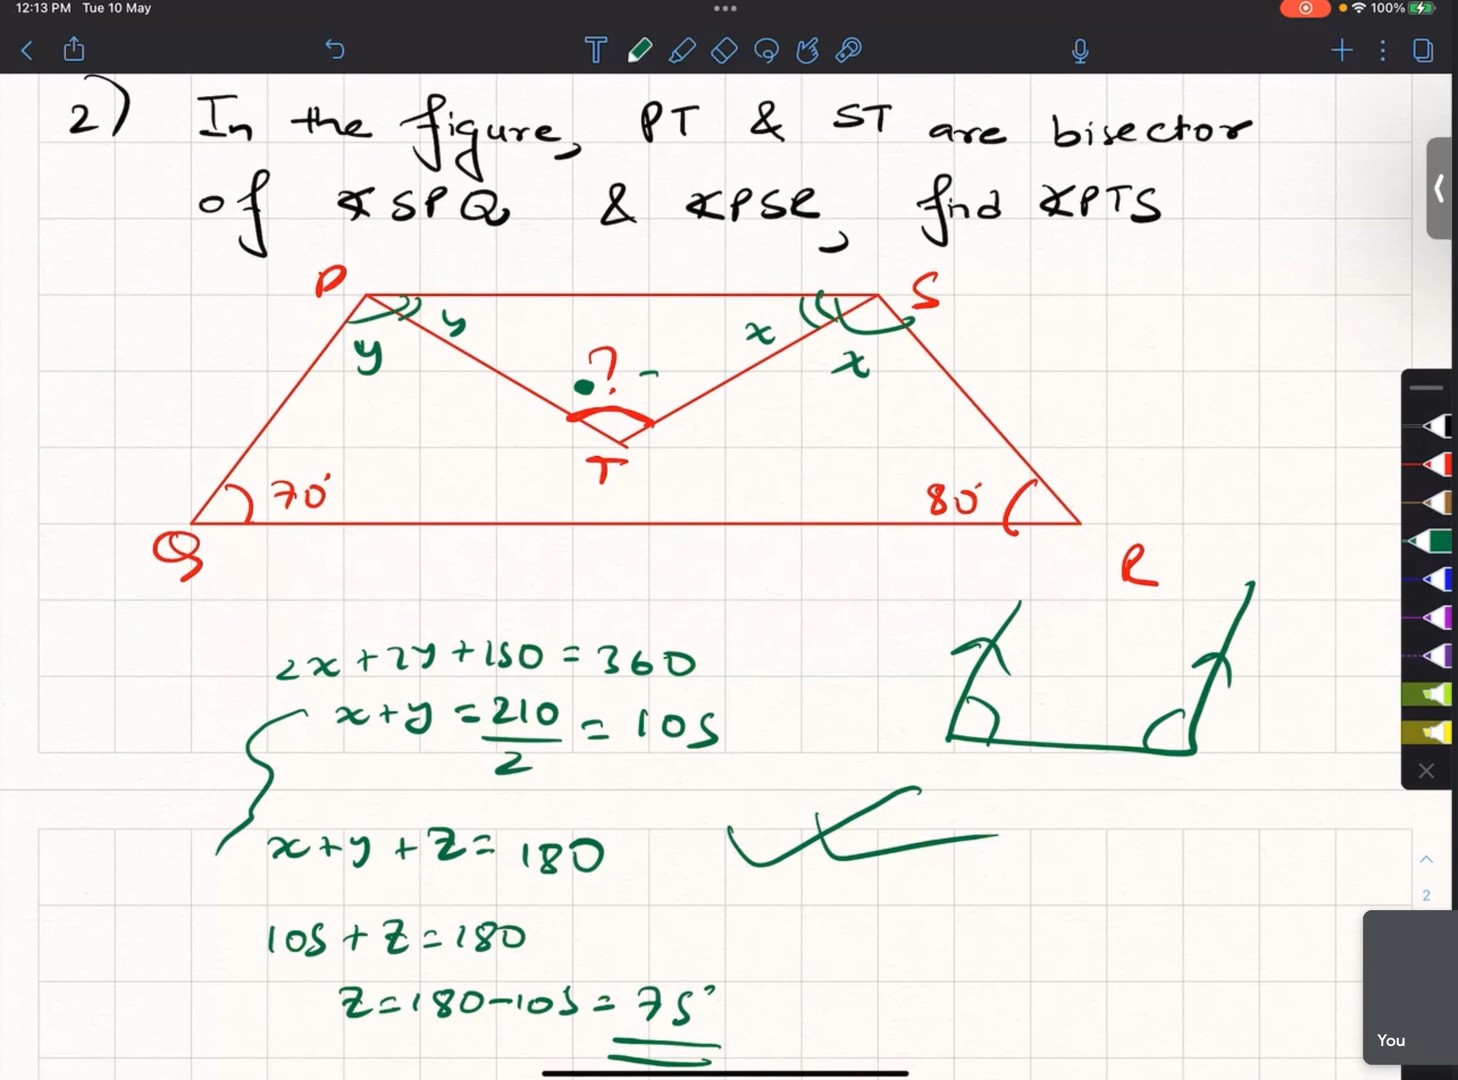 12:13 PM Tue 10 May
100%
2) In the figure, PT & ST are bisector
of ∡SPQ & ∡PSR, find ∡PTS
P
S
y
y
x
x
?
T
70°
80°
Q
R
2x+2y+150=360
x+y=210/2=105
x+y+z=180
105+z=180
z=180-105=75°
2
You